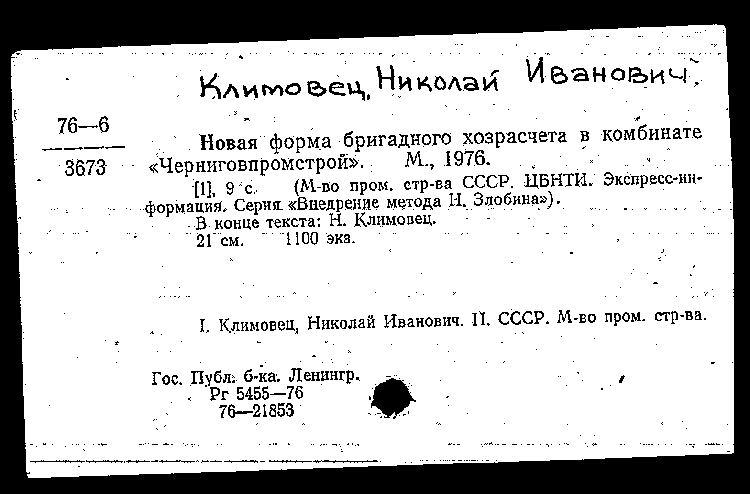 Климовец, Николай Иванович.
76—6
3673
Новая форма бригадного хозрасчета в комбинате
«Черниговпромстрой». М., 1976.
[1], 9 с. (М-во пром. стр-ва СССР. ЦБНТИ. Экспресс-ин-
формация. Серия «Внедрение метода Н. Злобина»).
В конце текста: Н. Климовец.
21 см. 1100 экз.
I. Климовец, Николай Иванович. II. СССР. М-во пром. стр-ва.
Гос. Публ. б-ка. Ленингр.
Рг 5455—76
76—21853